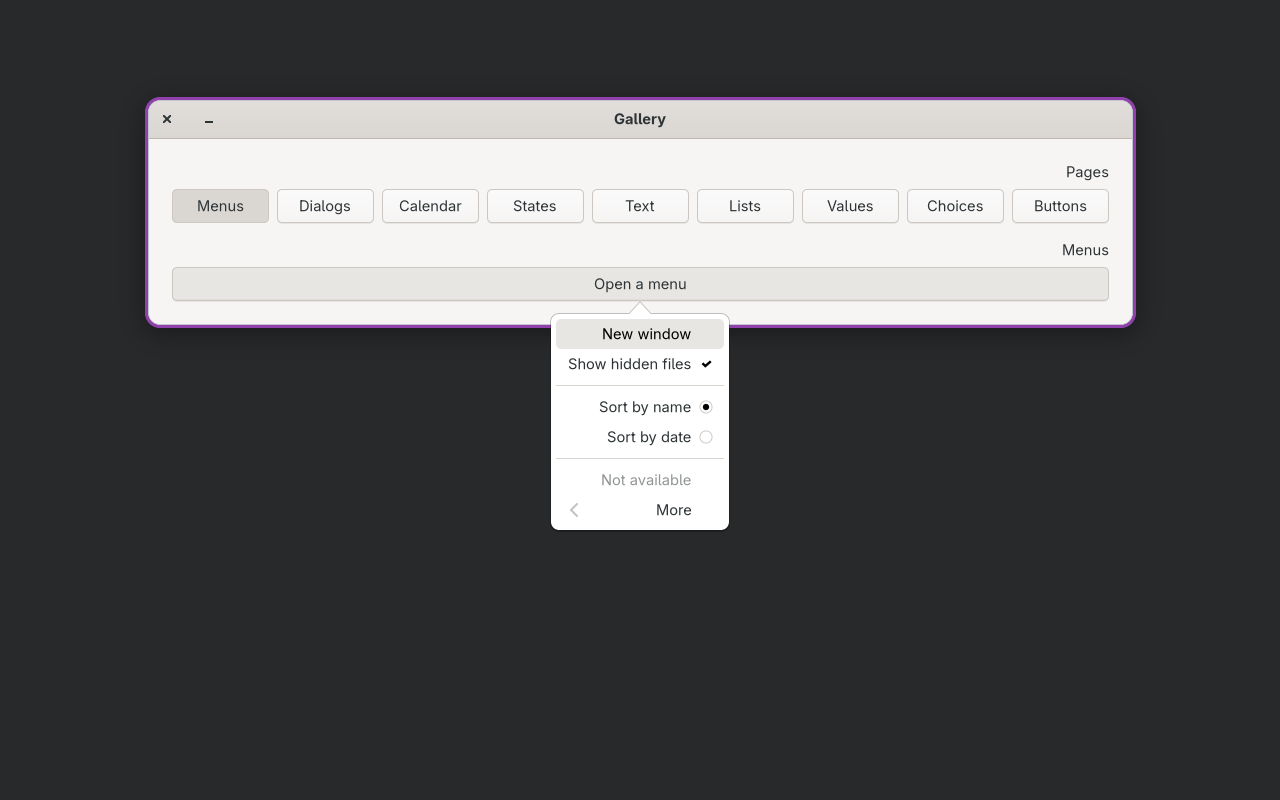 Gallery
Pages
Menus Dialogs Calendar States Text Lists Values Choices Buttons
Menus
Open a menu
New window
Show hidden files
Sort by name
Sort by date
Not available
More